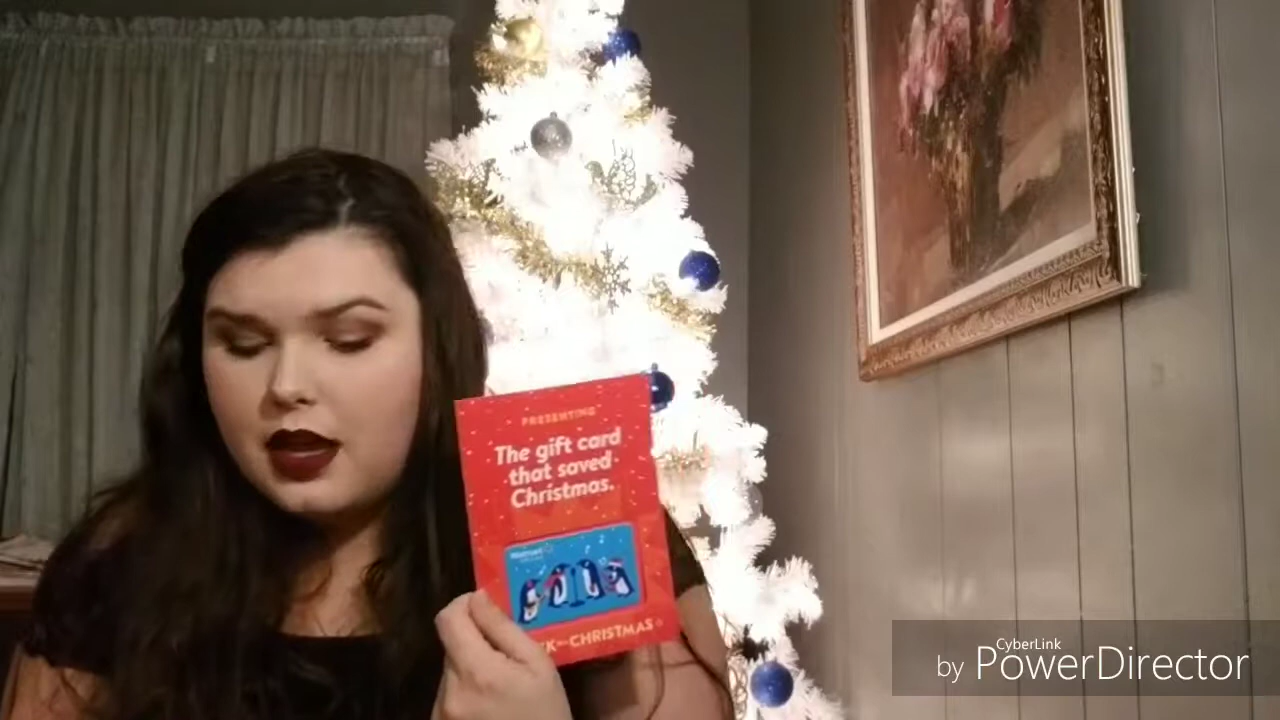 PRESENTING
The gift card
that saved
Christmas.
Walmart
CHRISTMAS
CyberLink
by PowerDirector